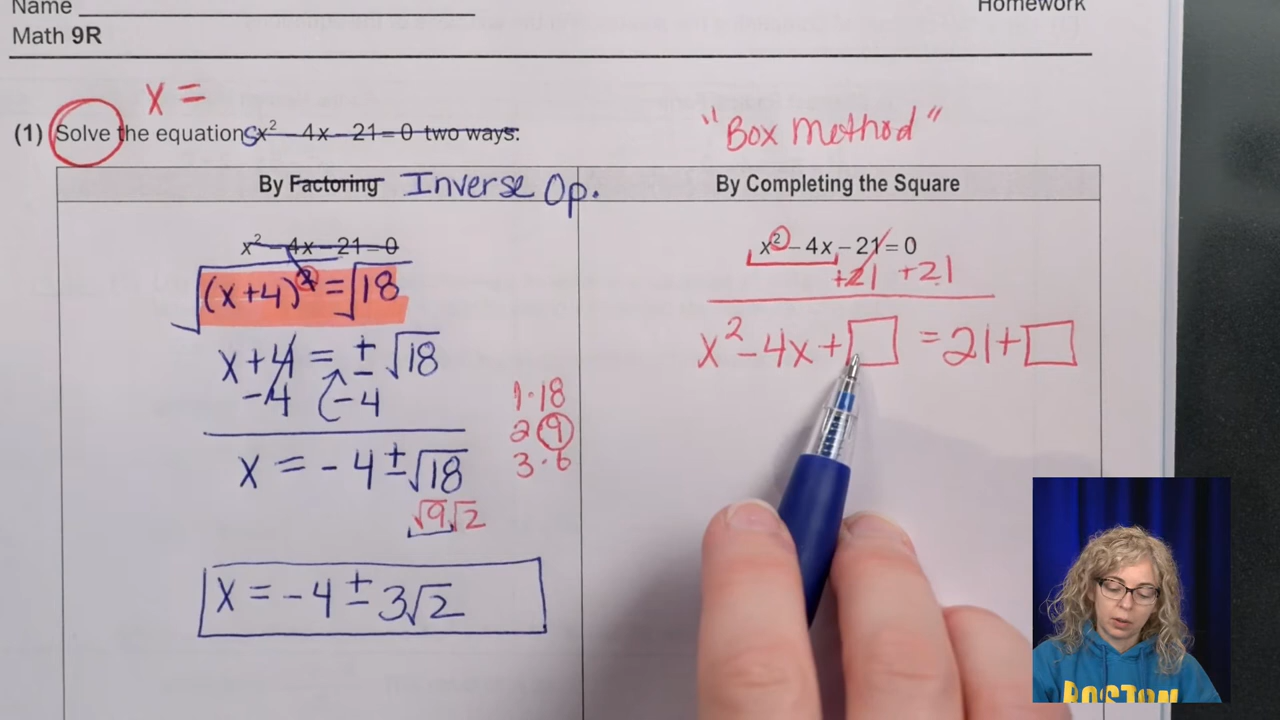 Name
Homework
Math 9R
x =
(1) Solve the equations x² – 4x – 21 = 0 two ways:
"Box Method"
By Factoring Inverse Op.
By Completing the Square
x² – 4x – 21 = 0
√(x+4)² = √18
x+4 = ± √18
-4 -4
x = -4 ± √18
√9√2
x = -4 ± 3√2
1·18
2 9
3·6
x² – 4x – 21 = 0
+21 +21
x² - 4x + □ = 21 + □
BOSTON